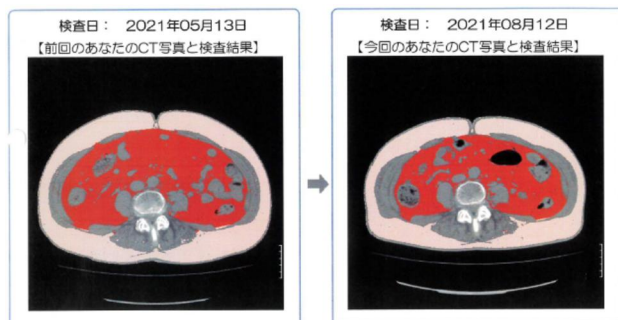 検査日： 2021年05月13日
【前回のあなたのCT写真と検査結果】
検査日： 2021年08月12日
【今回のあなたのCT写真と検査結果】